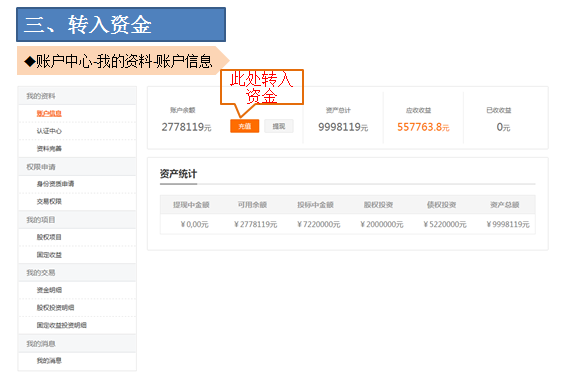 三、转入资金
◆账户中心-我的资料-账户信息
此处转入
资金
我的资料
账户信息
认证中心
资料完善
权限申请
身份资质申请
交易权限
我的项目
股权项目
固定收益
我的交易
资金明细
股权投资明细
固定收益投资明细
我的消息
我的消息
账户余额
2778119元
充值 提现
资产总计
9998119元
应收收益
557763.8元
已收收益
0元
资产统计
提现中金额 可用余额 投标中金额 股权投资 债权投资 资产总额
￥0.00元 ￥2778119元 ￥7220000元 ￥2000000元 ￥5220000元 ￥9998119元